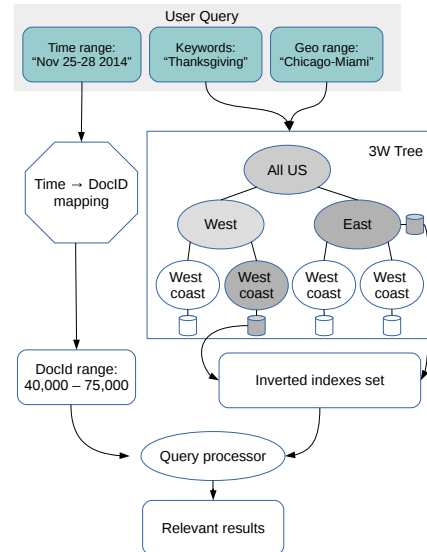 User Query
Time range:
“Nov 25-28 2014”
Keywords:
“Thanksgiving”
Geo range:
“Chicago-Miami”
3W Tree
All US
Time → DocID
mapping
West
East
West
coast
West
coast
West
coast
West
coast
DocId range:
40,000 – 75,000
Inverted indexes set
Query processor
Relevant results